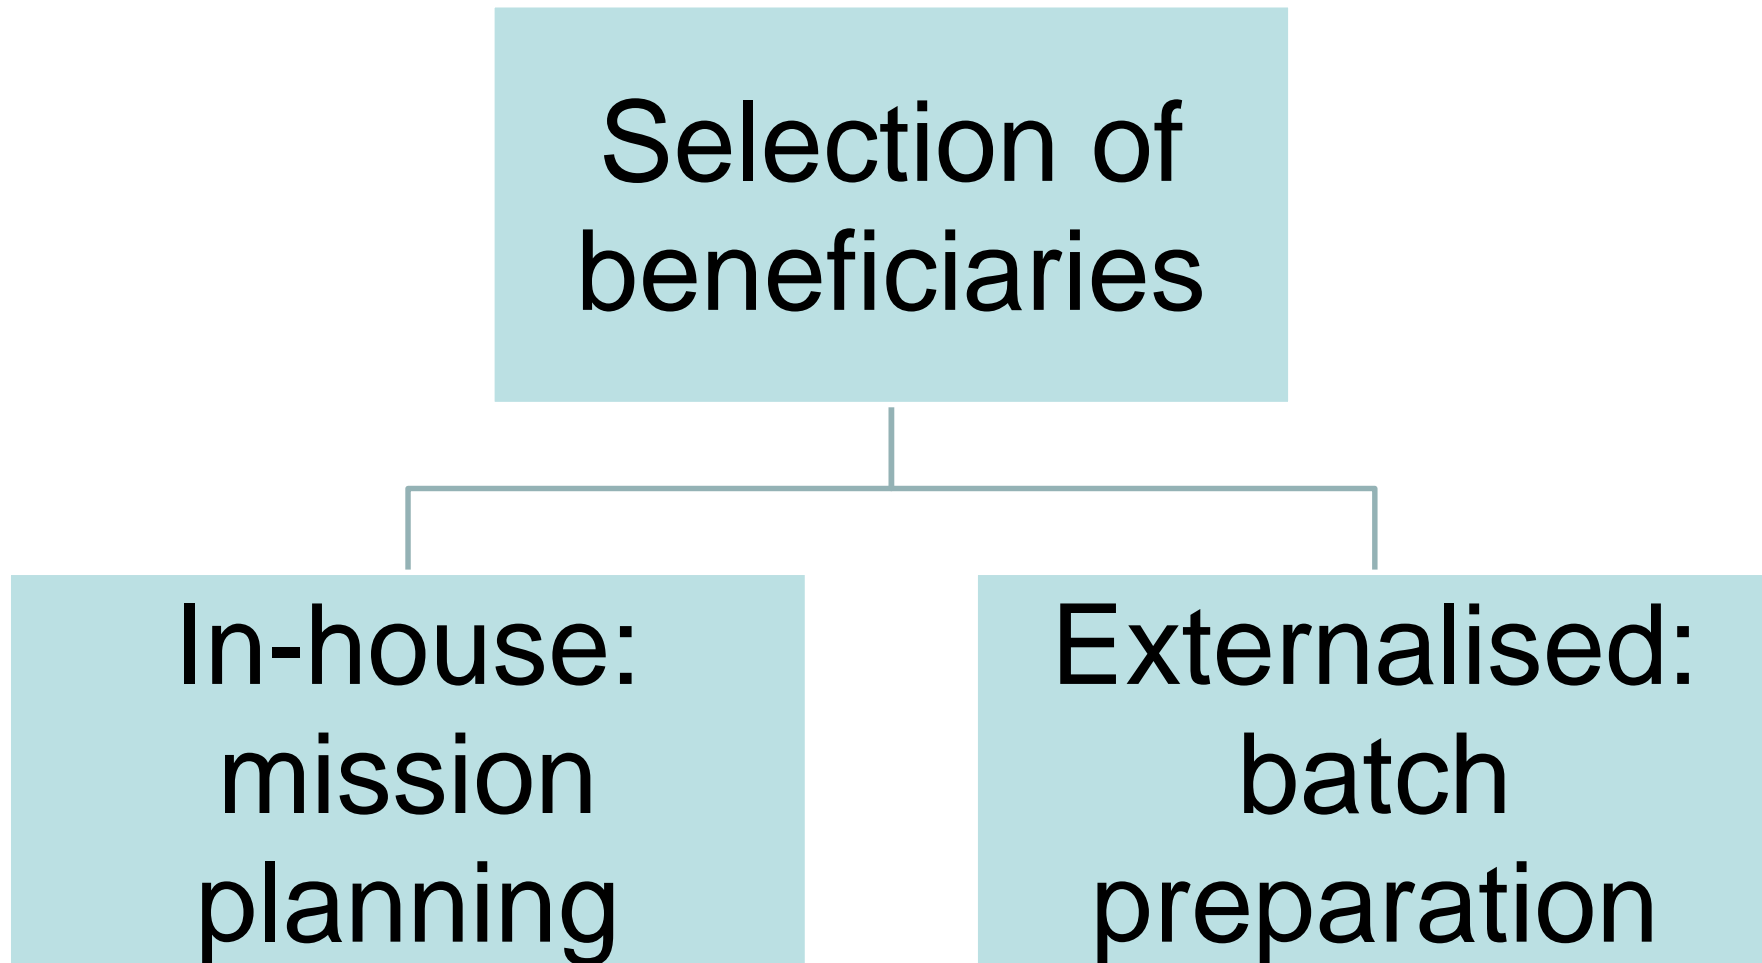 Selection of
beneficiaries
In-house:
mission
planning
Externalised:
batch
preparation